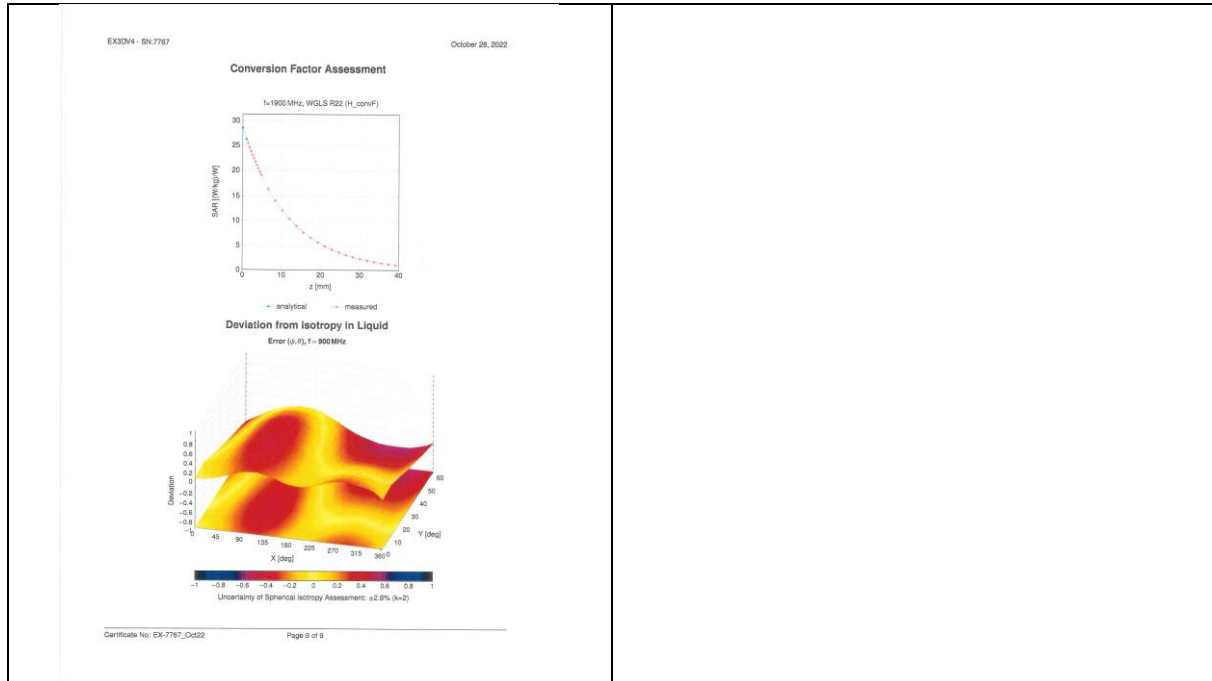 EX3DV4 - SN:7767 October 28, 2022
Conversion Factor Assessment
f=1900 MHz, WGLS R22 (H_convF)
30
25
20
15
10
5
0
SAR [(W/kg)/W]
0 10 20 30 40
z [mm]
analytical measured
Deviation from Isotropy in Liquid
Error (ϕ, θ), f = 900 MHz
1
0.8
0.6
0.4
0.2
0
−0.2
−0.4
−0.6
−0.8
−1
Deviation
0 45 90 135 180 225 270 315 360
X [deg]
0 10 20 30 40 50 60
Y [deg]
−1 −0.8 −0.6 −0.4 −0.2 0 0.2 0.4 0.6 0.8 1
Uncertainty of Spherical Isotropy Assessment: ±2.6% (k=2)
Certificate No: EX-7767_Oct22 Page 9 of 9